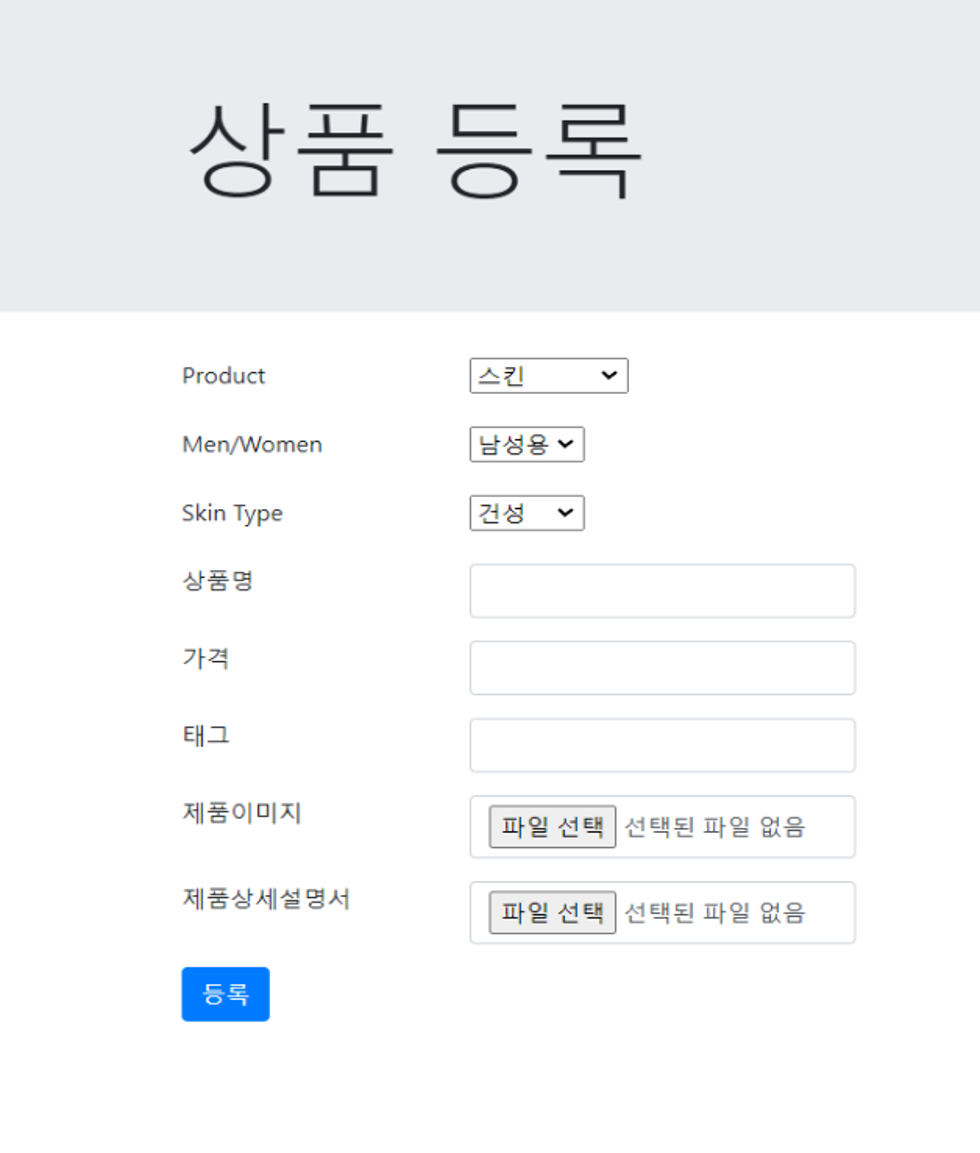 상품 등록
Product 스킨
Men/Women 남성용
Skin Type 건성
상품명
가격
태그
제품이미지 파일 선택 선택된 파일 없음
제품상세설명서 파일 선택 선택된 파일 없음
등록